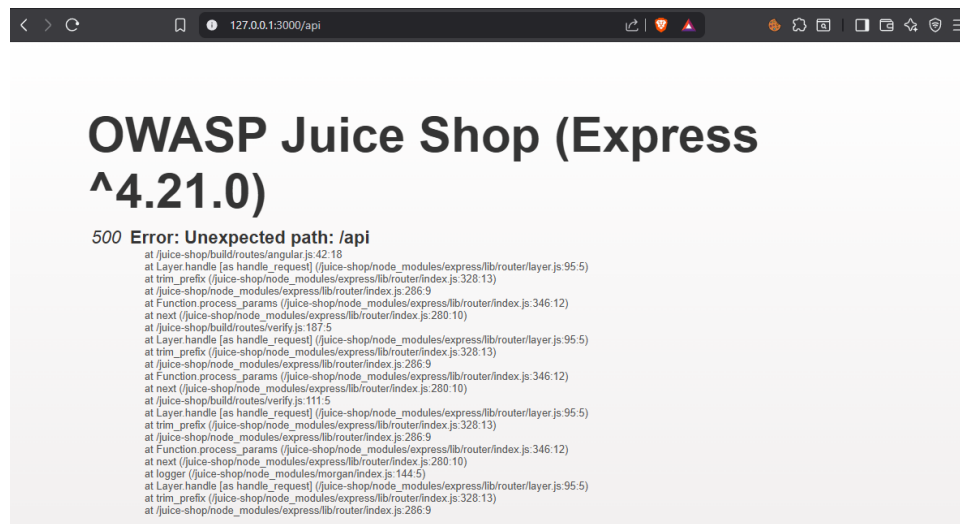 127.0.0.1:3000/api
OWASP Juice Shop (Express
^4.21.0)
500 Error: Unexpected path: /api
at /juice-shop/build/routes/angular.js:42:18
at Layer.handle [as handle_request] (/juice-shop/node_modules/express/lib/router/layer.js:95:5)
at trim_prefix (/juice-shop/node_modules/express/lib/router/index.js:328:13)
at /juice-shop/node_modules/express/lib/router/index.js:286:9
at Function.process_params (/juice-shop/node_modules/express/lib/router/index.js:346:12)
at next (/juice-shop/node_modules/express/lib/router/index.js:280:10)
at /juice-shop/build/routes/verify.js:187:5
at Layer.handle [as handle_request] (/juice-shop/node_modules/express/lib/router/layer.js:95:5)
at trim_prefix (/juice-shop/node_modules/express/lib/router/index.js:328:13)
at /juice-shop/node_modules/express/lib/router/index.js:286:9
at Function.process_params (/juice-shop/node_modules/express/lib/router/index.js:346:12)
at next (/juice-shop/node_modules/express/lib/router/index.js:280:10)
at /juice-shop/build/routes/verify.js:111:5
at Layer.handle [as handle_request] (/juice-shop/node_modules/express/lib/router/layer.js:95:5)
at trim_prefix (/juice-shop/node_modules/express/lib/router/index.js:328:13)
at /juice-shop/node_modules/express/lib/router/index.js:286:9
at Function.process_params (/juice-shop/node_modules/express/lib/router/index.js:346:12)
at next (/juice-shop/node_modules/express/lib/router/index.js:280:10)
at logger (/juice-shop/node_modules/morgan/index.js:144:5)
at Layer.handle [as handle_request] (/juice-shop/node_modules/express/lib/router/layer.js:95:5)
at trim_prefix (/juice-shop/node_modules/express/lib/router/index.js:328:13)
at /juice-shop/node_modules/express/lib/router/index.js:286:9